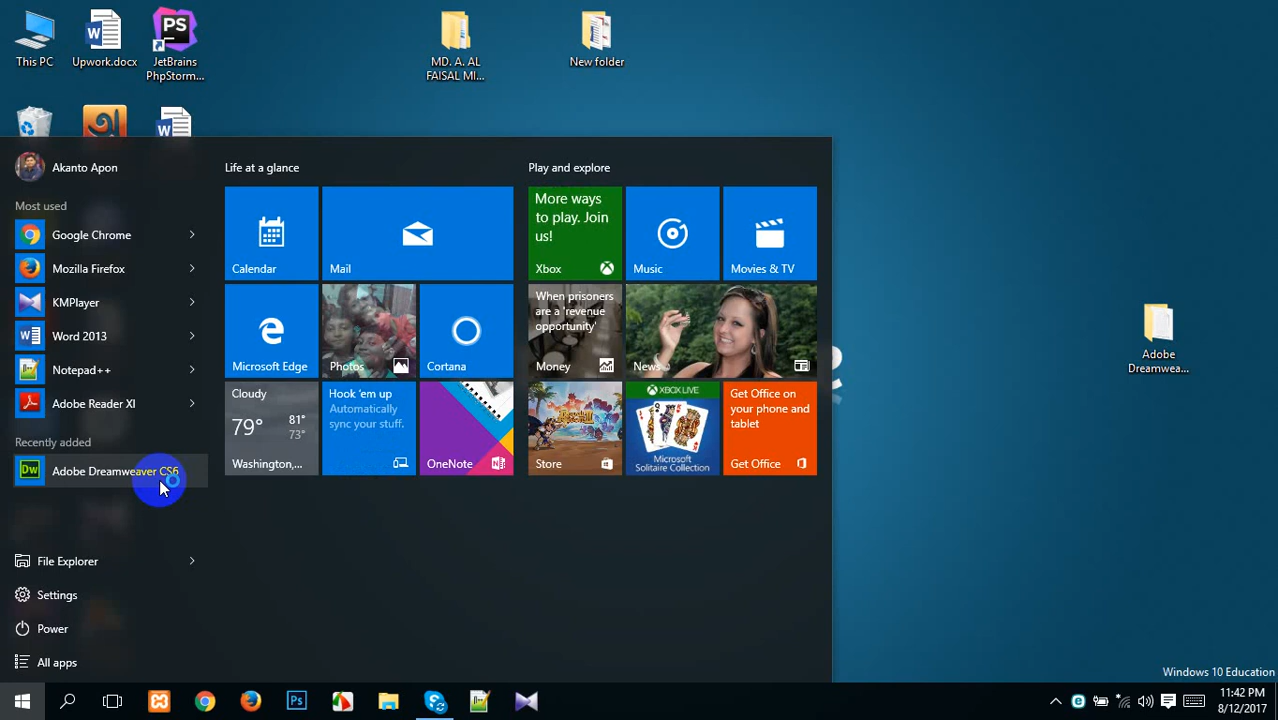 PS
This PC
Upwork.docx
JetBrains
PhpStorm...
MD. A. AL
FAISAL MI...
New folder
Akanto Apon
Life at a glance
Play and explore
Most used
Google Chrome
Mozilla Firefox
KMPlayer
Word 2013
Notepad++
Adobe Reader XI
Recently added
Dw
Adobe Dreamweaver CS6
File Explorer
Settings
Power
All apps
Calendar
Mail
Microsoft Edge
Photos
Cortana
Cloudy
79°
81°
73°
Washington,...
Hook 'em up
Automatically
sync your stuff.
OneNote
More ways
to play. Join
us!
Xbox
Music
Movies & TV
When prisoners
are a 'revenue
opportunity'
Money
News
Store
XBOX LIVE
Microsoft
Solitaire Collection
Get Office on
your phone and
tablet
Get Office
Adobe
Dreamwea...
Windows 10 Education
Ps
11:42 PM
8/12/2017